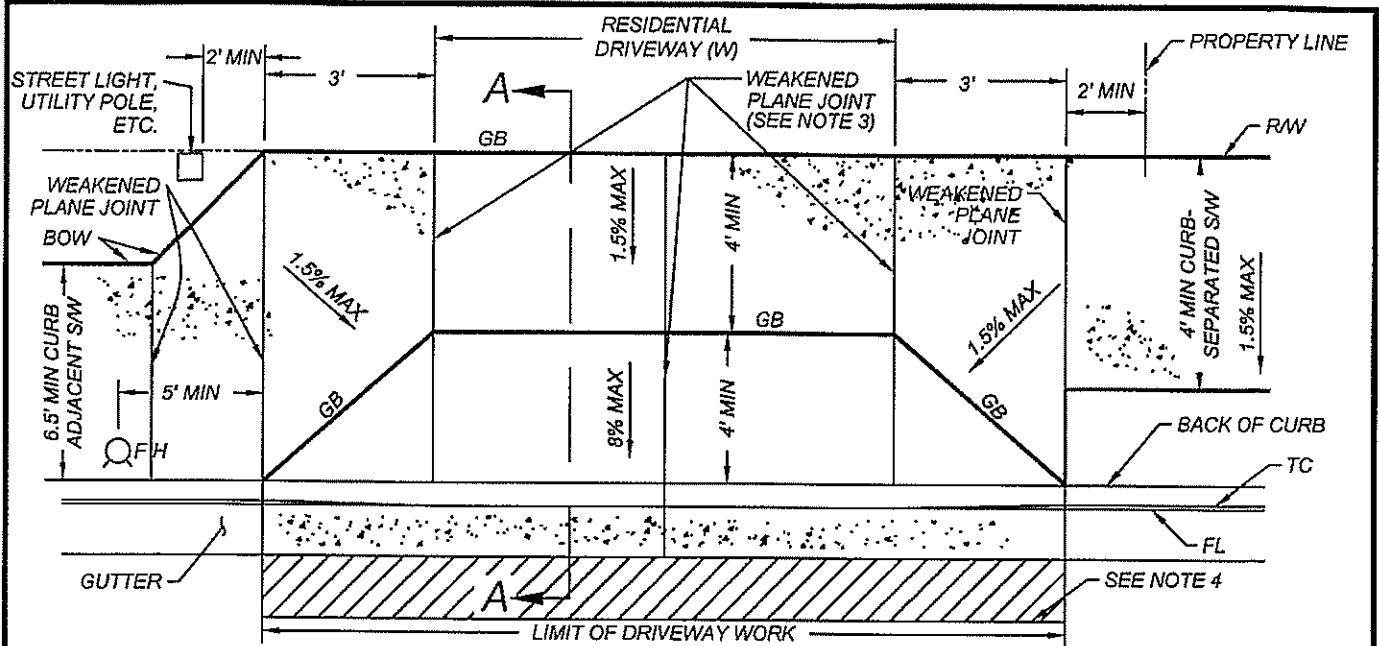 RESIDENTIAL
DRIVEWAY (W)
PROPERTY LINE
2' MIN
3'
3'
2' MIN
STREET LIGHT,
UTILITY POLE,
ETC.
A
WEAKENED
PLANE JOINT
(SEE NOTE 3)
GB
R/W
WEAKENED
PLANE JOINT
BOW
1.5% MAX
1.5% MAX
4' MIN
WEAKENED
PLANE
JOINT
1.5% MAX
4' MIN CURB-
SEPARATED S/W
1.5% MAX
6.5' MIN CURB
ADJACENT S/W
5' MIN
FH
GB
GB
GB
8% MAX
4' MIN
BACK OF CURB
TC
FL
GUTTER
A
SEE NOTE 4
LIMIT OF DRIVEWAY WORK